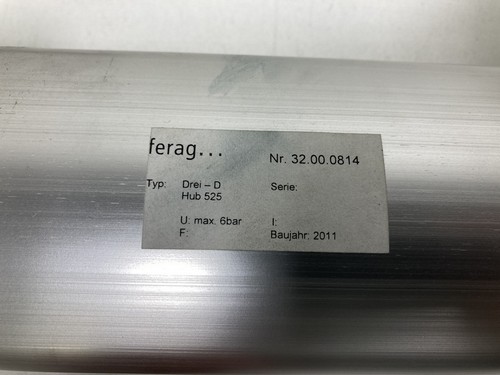 ferag...
Nr. 32.00.0814
Typ: Drei – D
Serie:
Hub 525
U: max. 6bar
I:
F:
Baujahr: 2011